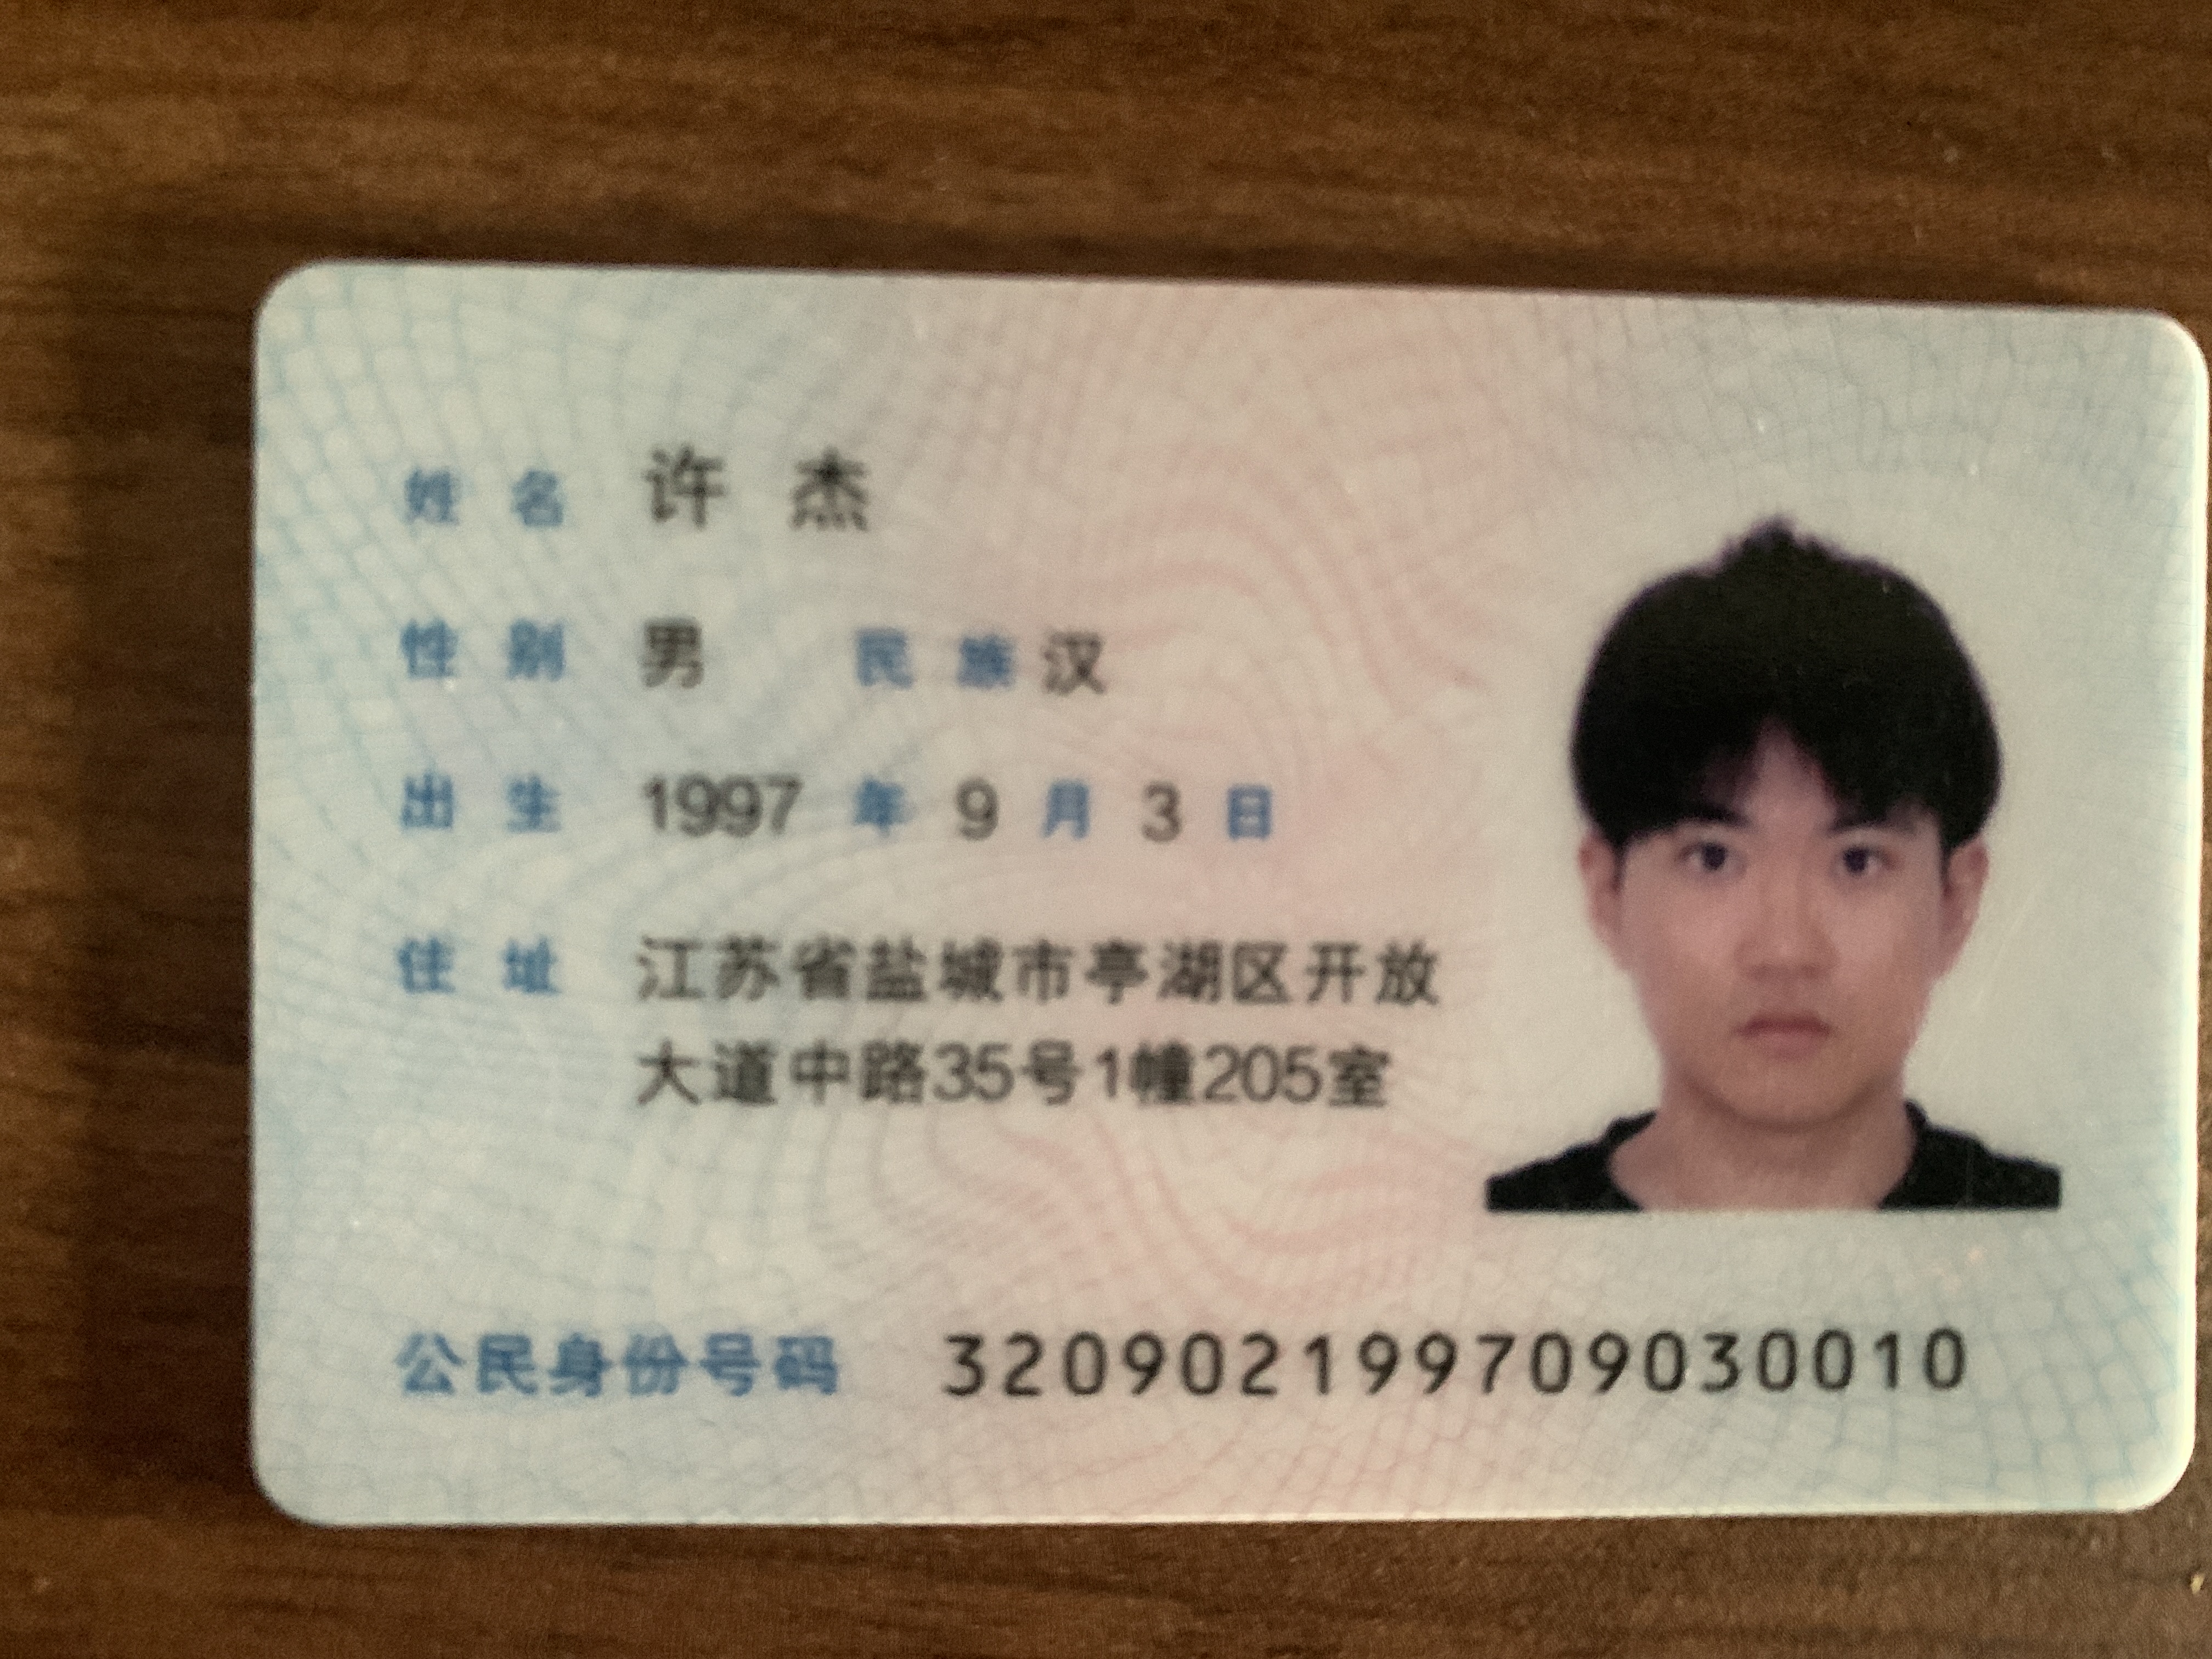 姓名 许杰
性别 男 民族 汉
出生 1997 年 9 月 3 日
住址 江苏省盐城市亭湖区开放
大道中路35号1幢205室
公民身份号码 320902199709030010